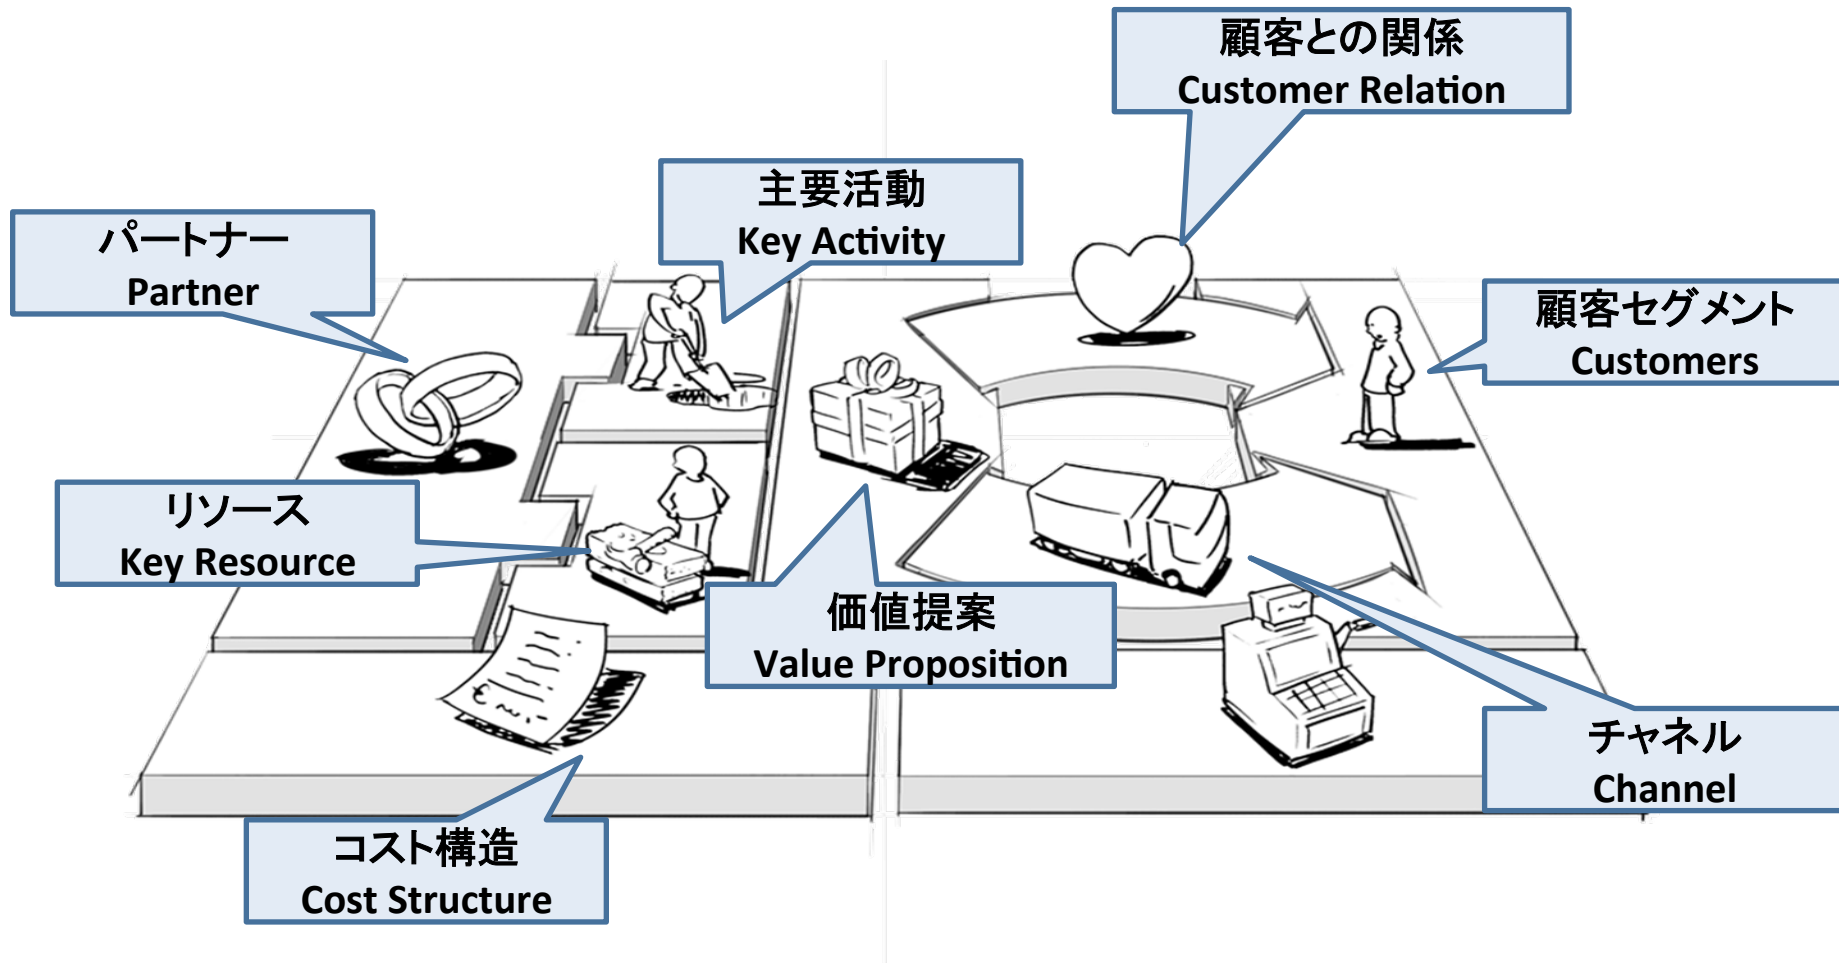 顧客との関係
Customer Relation
主要活動
Key Activity
パートナー
Partner
顧客セグメント
Customers
リソース
Key Resource
価値提案
Value Proposition
チャネル
Channel
コスト構造
Cost Structure